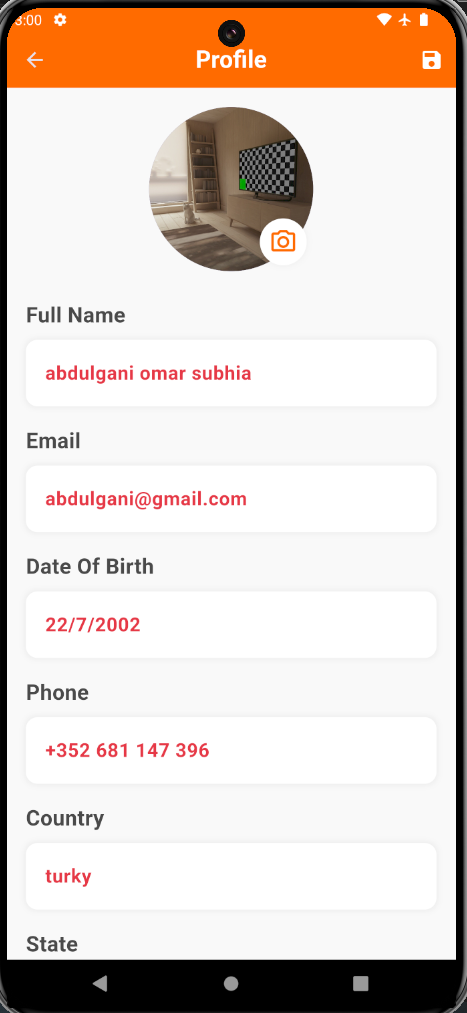 3:00
Profile
Full Name
abdulgani omar subhia
Email
abdulgani@gmail.com
Date Of Birth
22/7/2002
Phone
+352 681 147 396
Country
turky
State